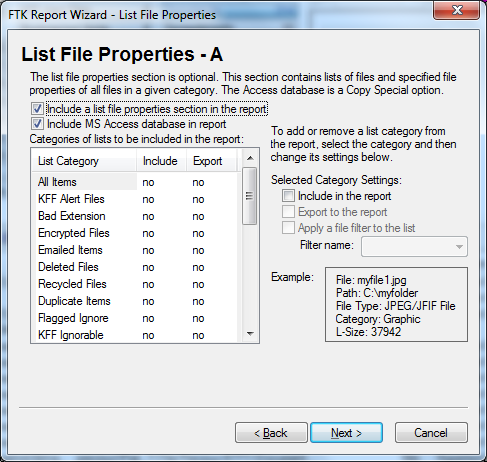 FTK Report Wizard - List File Properties
List File Properties - A
The list file properties section is optional. This section contains lists of files and specified file
properties of all files in a given category. The Access database is a Copy Special option.
Include a list file properties section in the report
Include MS Access database in report
Categories of lists to be included in the report:
List Category Include Export
All Items no no
KFF Alert Files no no
Bad Extension no no
Encrypted Files no no
Emailed Items no no
Deleted Files no no
Recycled Files no no
Duplicate Items no no
Flagged Ignore no no
KFF Ignorable no no
To add or remove a list category from
the report, select the category and then
change its settings below.
Selected Category Settings:
Include in the report
Export to the report
Apply a file filter to the list
Filter name:
Example:
File: myfile1.jpg
Path: C:\myfolder
File Type: JPEG/JFIF File
Category: Graphic
L-Size: 37942
< Back
Next >
Cancel